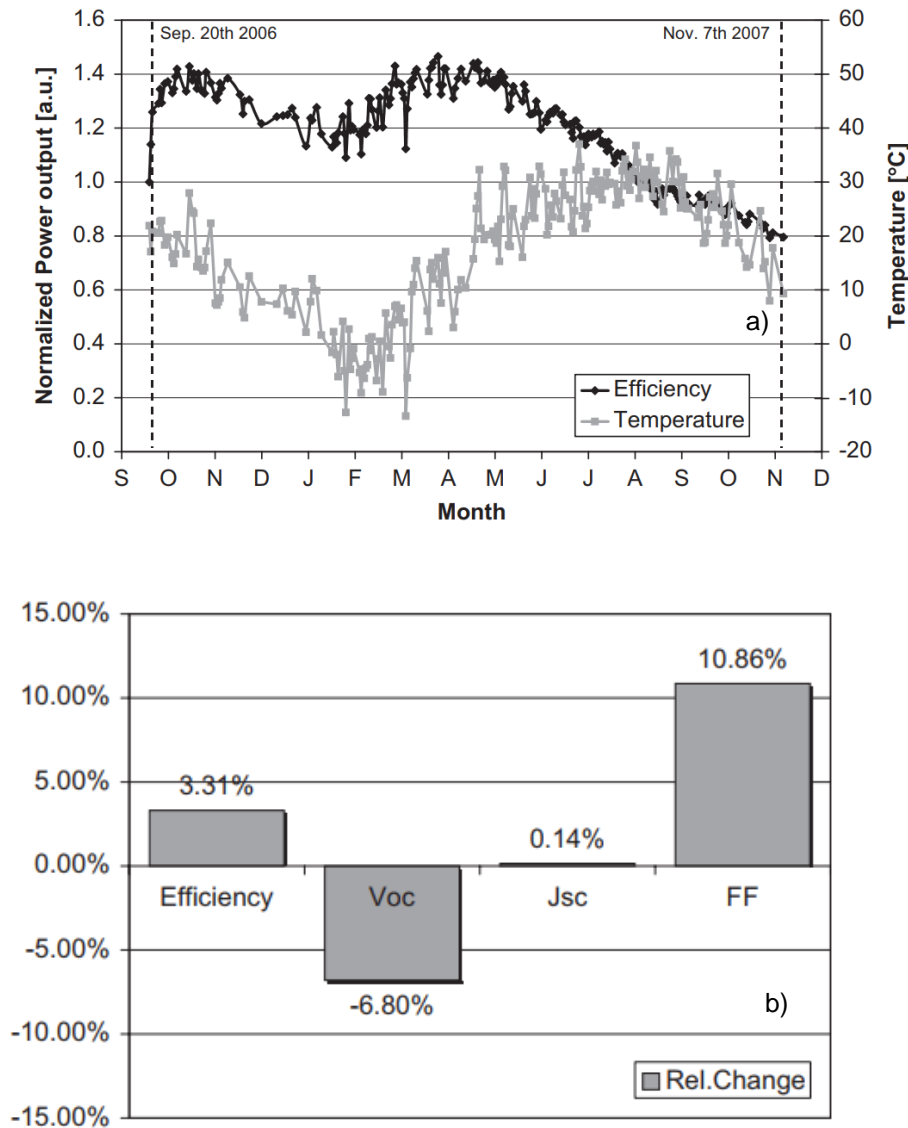 Sep. 20th 2006 Nov. 7th 2007
Normalized Power output [a.u.]
1.6
1.4
1.2
1.0
0.8
0.6
0.4
0.2
0.0
60
50
40
30
20
10
0
-10
-20
Temperature [°C]
a)
Efficiency
Temperature
S O N D J F M A M J J A S O N D
Month
15.00%
10.00%
5.00%
0.00%
-5.00%
-10.00%
-15.00%
10.86%
3.31%
0.14%
Efficiency Voc Jsc FF
-6.80%
b)
Rel.Change